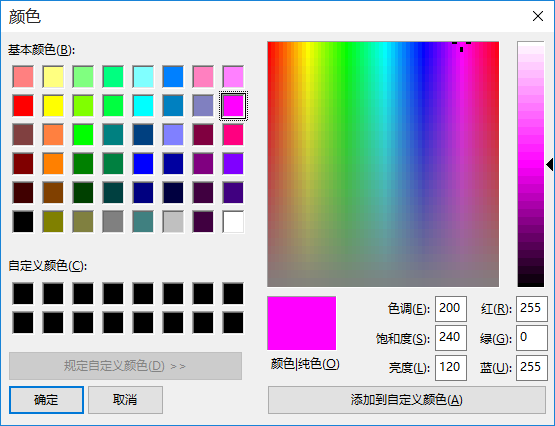 颜色
基本颜色(B):
自定义颜色(C):
规定自定义颜色(D) >>
确定
取消
颜色|纯色(O)
色调(E): 200
红(R): 255
饱和度(S): 240
绿(G): 0
亮度(L): 120
蓝(U): 255
添加到自定义颜色(A)